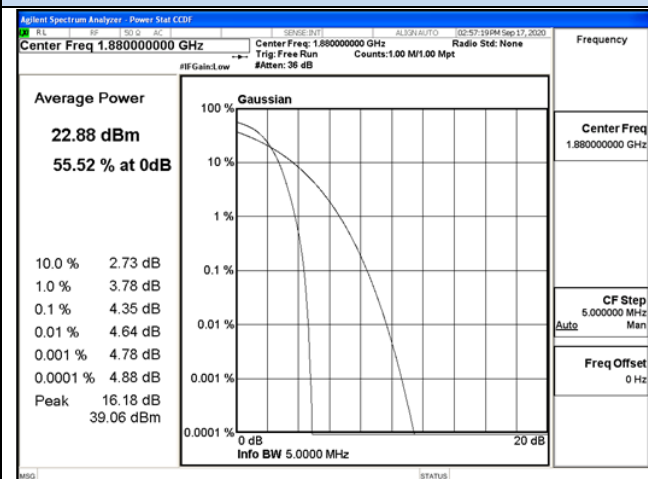 Agilent Spectrum Analyzer - Power Stat CCDF
RL RF 50 Ω AC SENSE:INT ALIGNAUTO 02:57:19PM Sep 17, 2020
Center Freq 1.880000000 GHz
Center Freq: 1.880000000 GHz Radio Std: None
Trig: Free Run Counts:1.00 M/1.00 Mpt
#IFGain:Low #Atten: 36 dB
Frequency
Average Power
22.88 dBm
55.52 % at 0dB
10.0 % 2.73 dB
1.0 % 3.78 dB
0.1 % 4.35 dB
0.01 % 4.64 dB
0.001 % 4.78 dB
0.0001 % 4.88 dB
Peak 16.18 dB
39.06 dBm
Gaussian
100 %
10 %
1 %
0.1 %
0.01 %
0.001 %
0.0001 %
0 dB 20 dB
Info BW 5.0000 MHz
Center Freq
1.880000000 GHz
CF Step
5.000000 MHz
Auto Man
Freq Offset
0 Hz
MSG STATUS